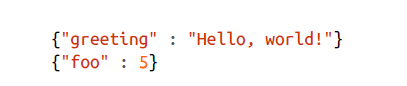 {"greeting" : "Hello, world!"}
{"foo" : 5}